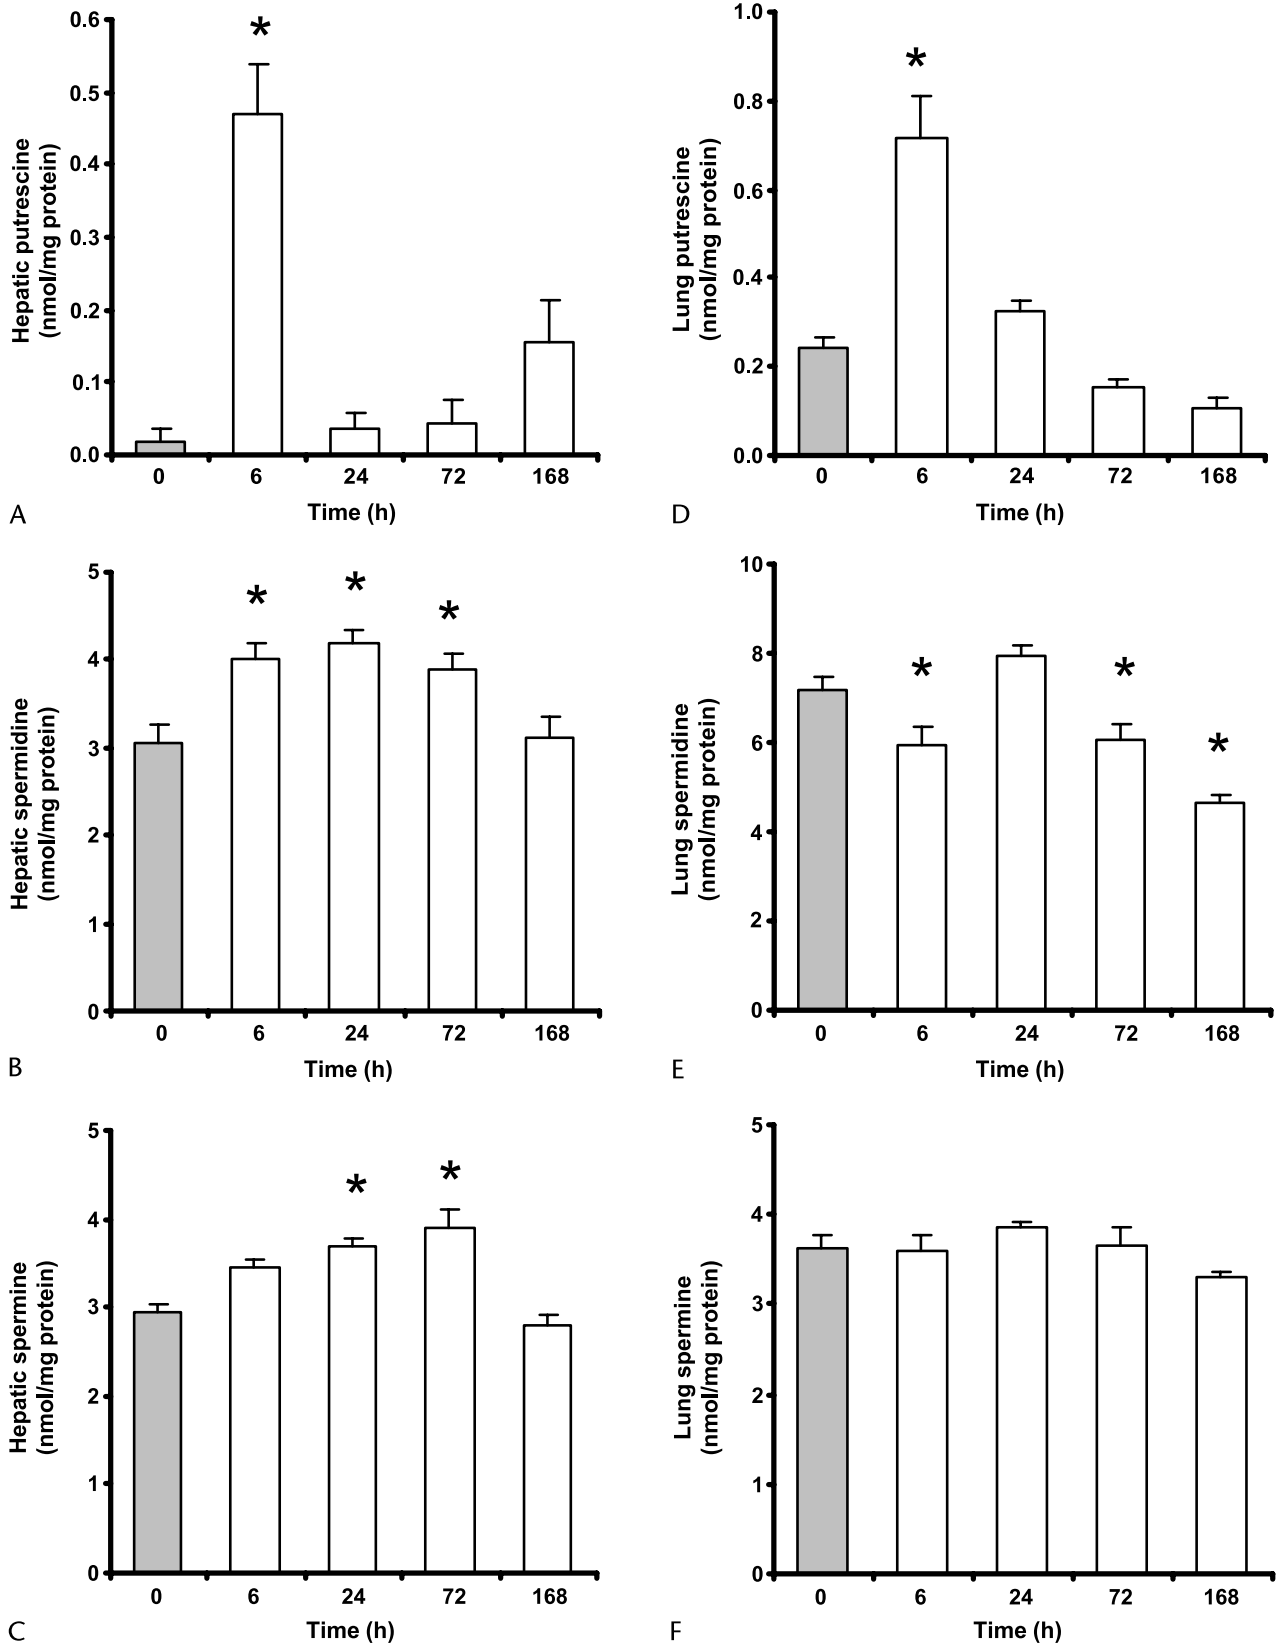 Hepatic putrescine
(nmol/mg protein)
0.6
0.5
0.4
0.3
0.2
0.1
0.0
*
0 6 24 72 168
Time (h)
A
Lung putrescine
(nmol/mg protein)
1.0
0.8
0.6
0.4
0.2
0.0
*
0 6 24 72 168
Time (h)
D
Hepatic spermidine
(nmol/mg protein)
5
4
3
2
1
0
* * *
0 6 24 72 168
Time (h)
B
Lung spermidine
(nmol/mg protein)
10
8
6
4
2
0
* * *
0 6 24 72 168
Time (h)
E
Hepatic spermine
(nmol/mg protein)
5
4
3
2
1
0
* *
0 6 24 72 168
Time (h)
C
Lung spermine
(nmol/mg protein)
5
4
3
2
1
0
0 6 24 72 168
Time (h)
F